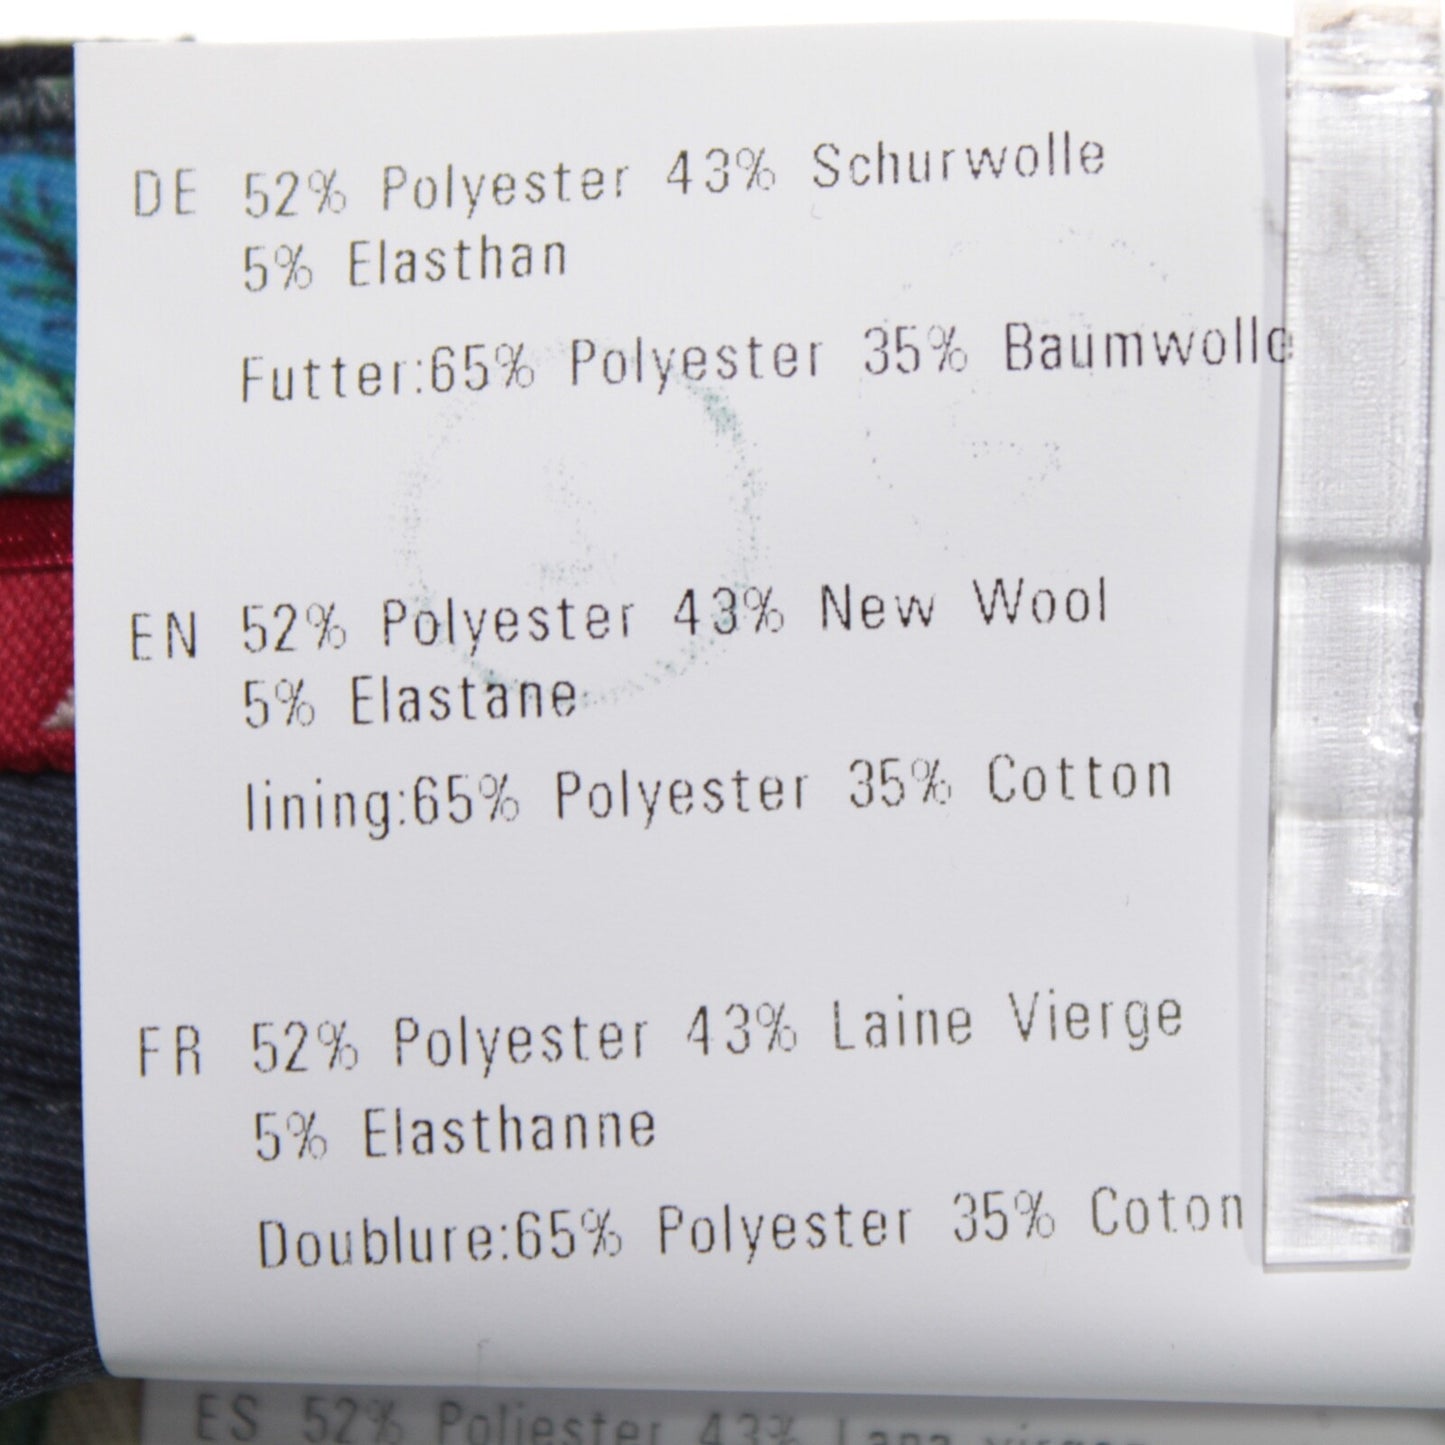 DE 52% Polyester 43% Schurwolle
5% Elasthan
Futter:65% Polyester 35% Baumwolle
EN 52% Polyester 43% New Wool
5% Elastane
lining:65% Polyester 35% Cotton
FR 52% Polyester 43% Laine Vierge
5% Elasthanne
Doublure:65% Polyester 35% Coton
ES 52% Poliester 43% Lana virgen